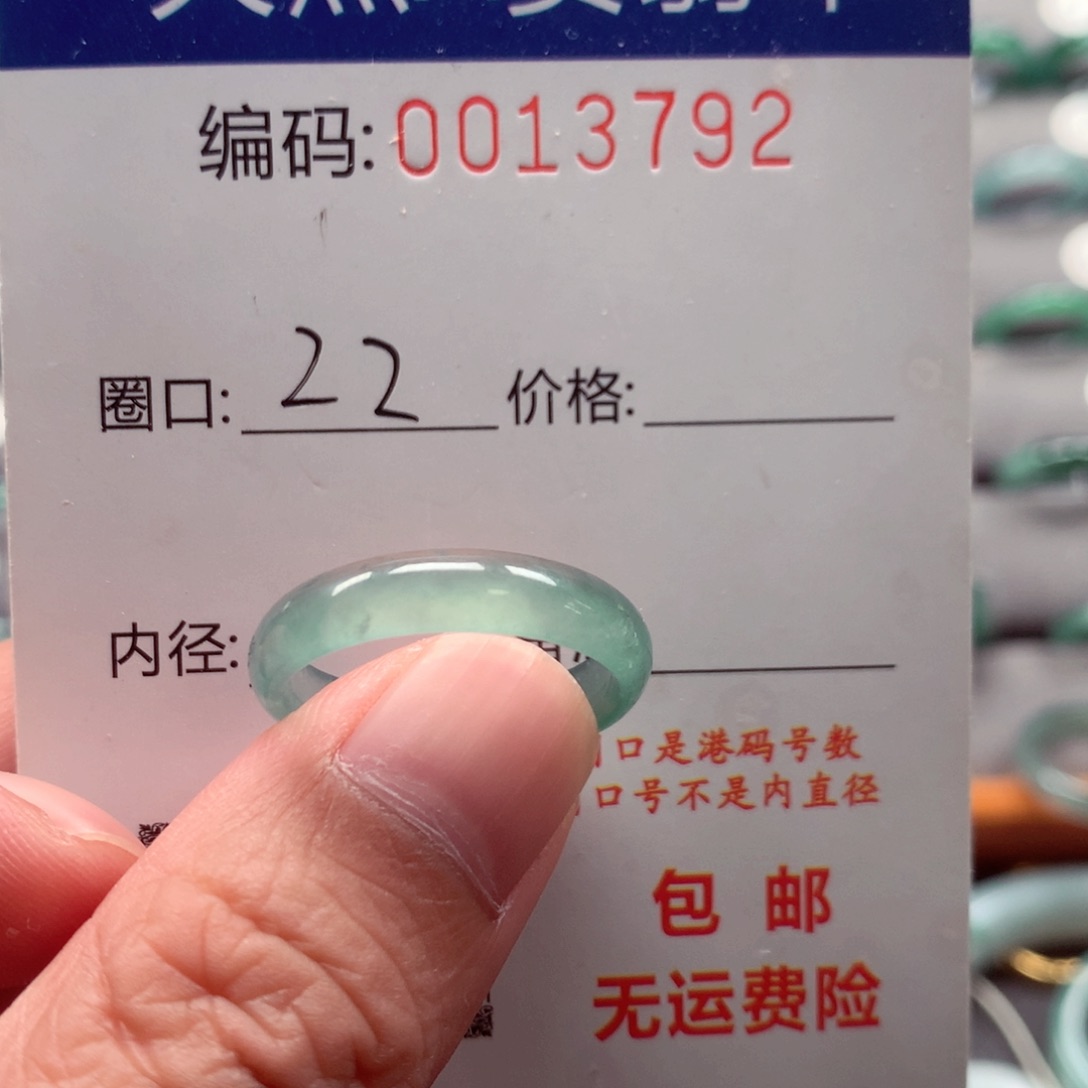 编码: 0013792
圈口: 22 价格:
内径:
口是港码号数
口号不是内直径
包邮
无运费险